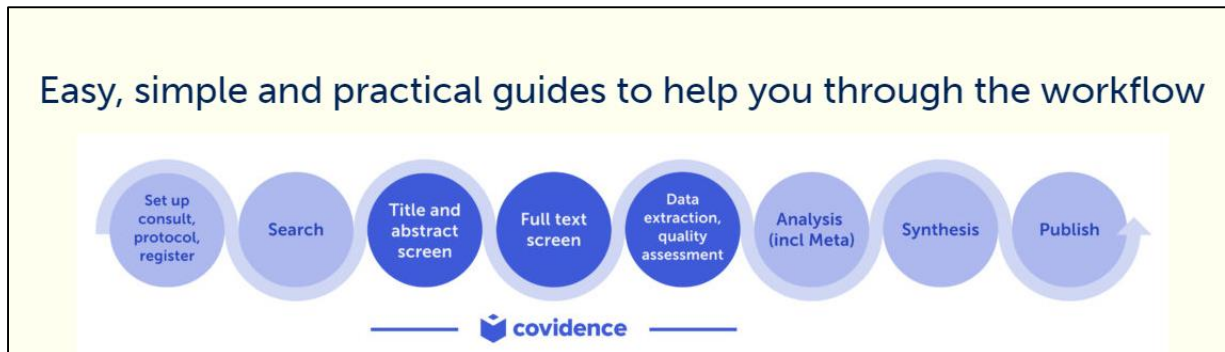 Easy, simple and practical guides to help you through the workflow
Set up
consult,
protocol,
register
Search
Title and
abstract
screen
Full text
screen
Data
extraction,
quality
assessment
Analysis
(incl Meta)
Synthesis
Publish
covidence